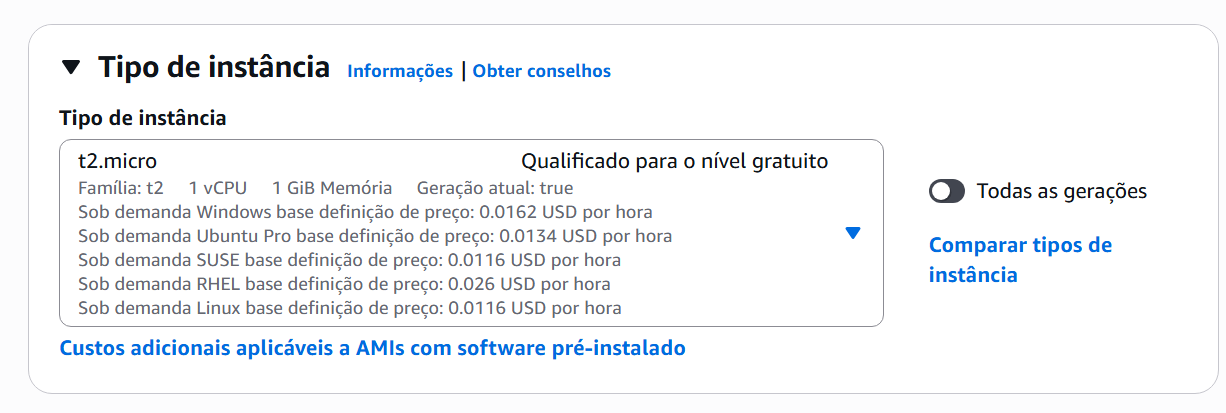 Tipo de instância Informações | Obter conselhos
Tipo de instância
t2.micro Qualificado para o nível gratuito
Família: t2 1 vCPU 1 GiB Memória Geração atual: true
Sob demanda Windows base definição de preço: 0.0162 USD por hora
Sob demanda Ubuntu Pro base definição de preço: 0.0134 USD por hora
Sob demanda SUSE base definição de preço: 0.0116 USD por hora
Sob demanda RHEL base definição de preço: 0.026 USD por hora
Sob demanda Linux base definição de preço: 0.0116 USD por hora
Todas as gerações
Comparar tipos de
instância
Custos adicionais aplicáveis a AMIs com software pré-instalado